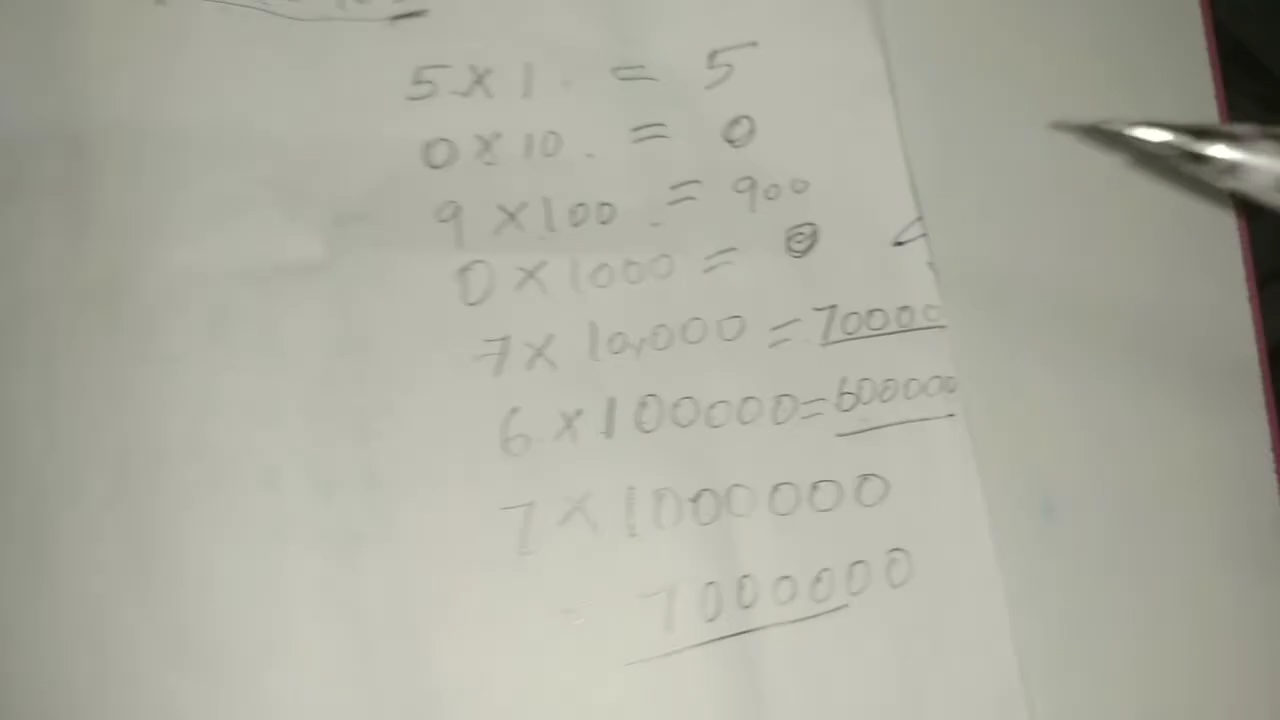 5 X 1 = 5
0 X 10 = 0
9 X 100 = 900
0 X 1000 = 0
7 X 10,000 = 70000
6 X 100000 = 600000
7 X 1000000
= 7000000